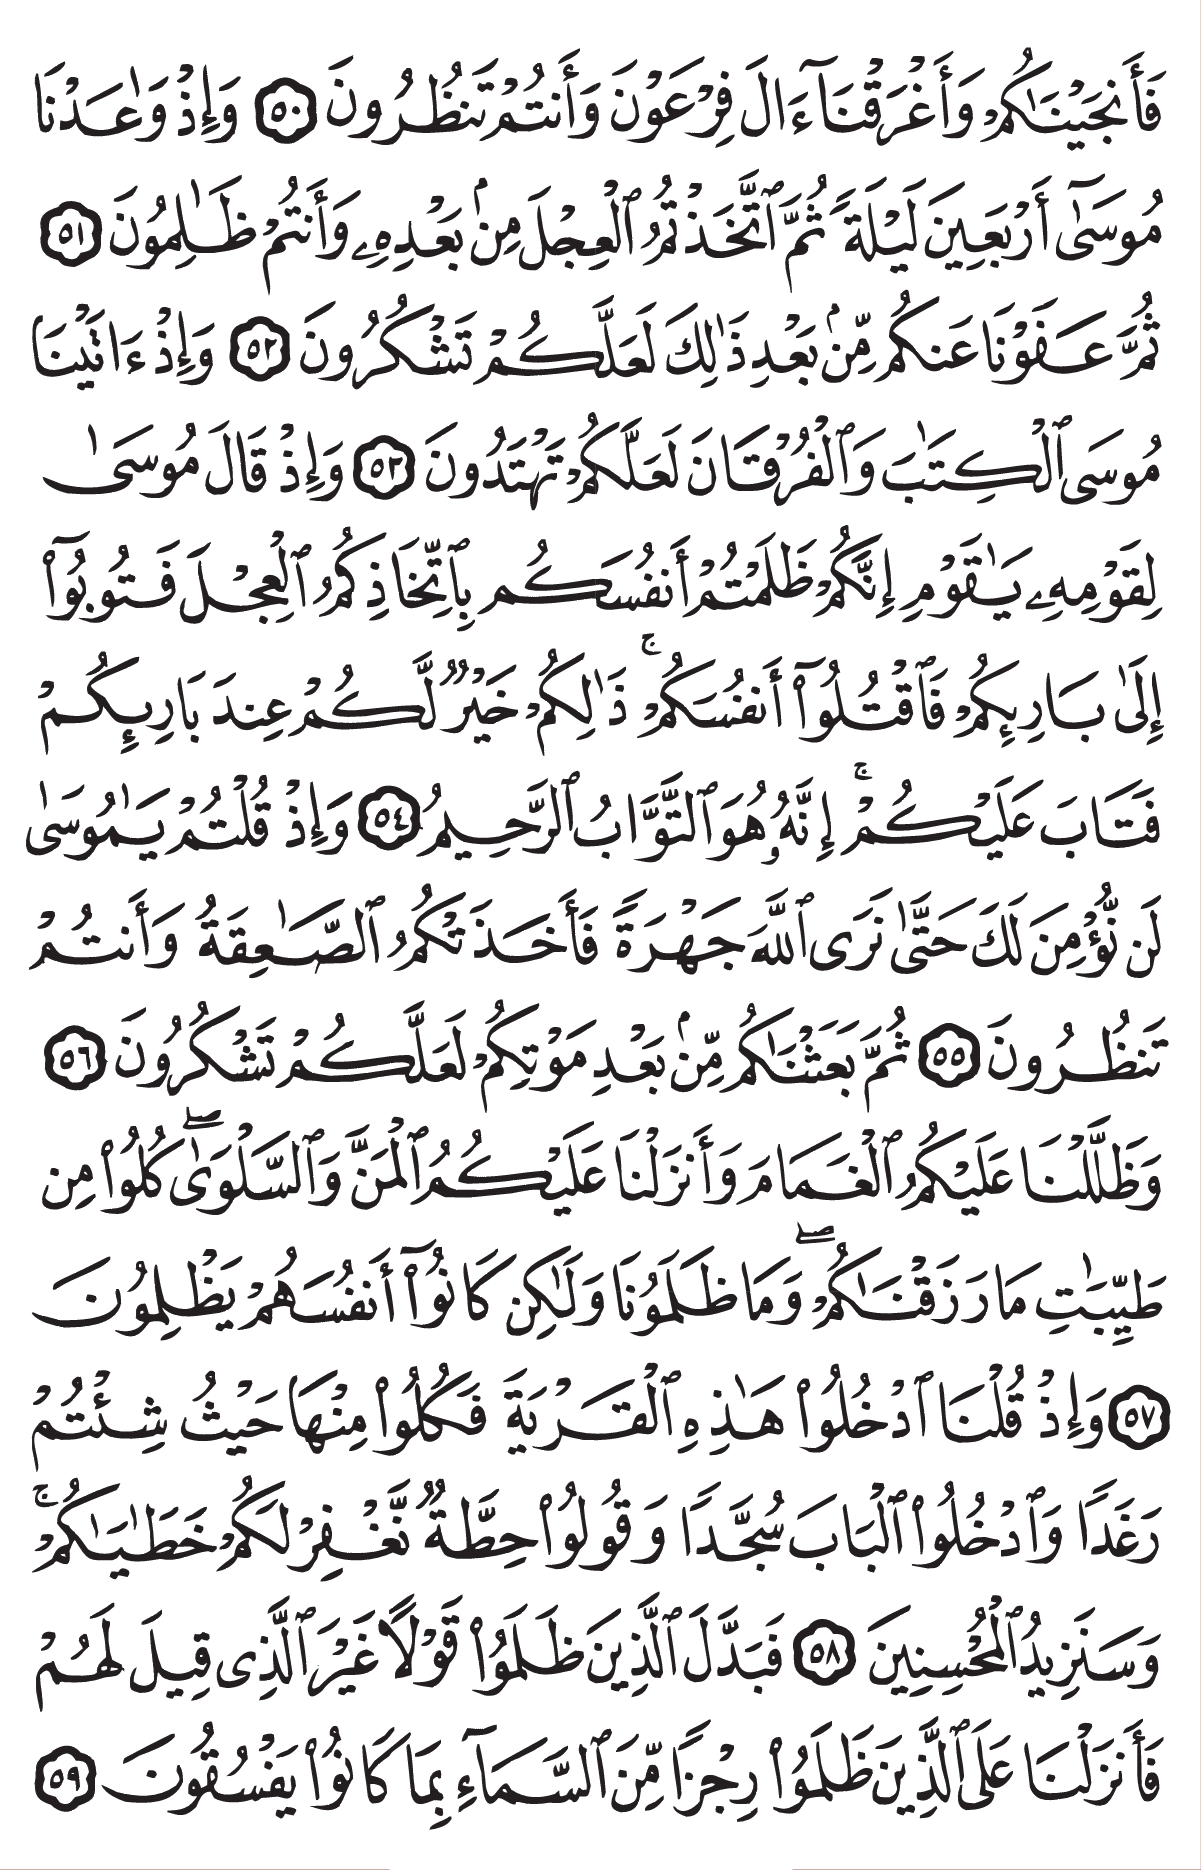 فَأَنجَيْنَـٰكُمْ وَأَغْرَقْنَآ ءَالَ فِرْعَوْنَ وَأَنتُمْ تَنظُرُونَ ٥٠ وَإِذْ وَٰعَدْنَا
مُوسَىٰٓ أَرْبَعِينَ لَيْلَةً ثُمَّ ٱتَّخَذْتُمُ ٱلْعِجْلَ مِنۢ بَعْدِهِۦ وَأَنتُمْ ظَـٰلِمُونَ ٥١
ثُمَّ عَفَوْنَا عَنكُم مِّنۢ بَعْدِ ذَٰلِكَ لَعَلَّكُمْ تَشْكُرُونَ ٥٢ وَإِذْ ءَاتَيْنَا
مُوسَى ٱلْكِتَـٰبَ وَٱلْفُرْقَانَ لَعَلَّكُمْ تَهْتَدُونَ ٥٣ وَإِذْ قَالَ مُوسَىٰ
لِقَوْمِهِۦ يَـٰقَوْمِ إِنَّكُمْ ظَلَمْتُمْ أَنفُسَكُم بِٱتِّخَاذِكُمُ ٱلْعِجْلَ فَتُوبُوٓا۟
إِلَىٰ بَارِئِكُمْ فَٱقْتُلُوٓا۟ أَنفُسَكُمْ ۚ ذَٰلِكُمْ خَيْرٌ لَّكُمْ عِندَ بَارِئِكُمْ
فَتَابَ عَلَيْكُمْ ۚ إِنَّهُۥ هُوَ ٱلتَّوَّابُ ٱلرَّحِيمُ ٥٤ وَإِذْ قُلْتُمْ يَـٰمُوسَىٰ
لَن نُّؤْمِنَ لَكَ حَتَّىٰ نَرَى ٱللَّهَ جَهْرَةً فَأَخَذَتْكُمُ ٱلصَّـٰعِقَةُ وَأَنتُمْ
تَنظُرُونَ ٥٥ ثُمَّ بَعَثْنَـٰكُم مِّنۢ بَعْدِ مَوْتِكُمْ لَعَلَّكُمْ تَشْكُرُونَ ٥٦
وَظَلَّلْنَا عَلَيْكُمُ ٱلْغَمَامَ وَأَنزَلْنَا عَلَيْكُمُ ٱلْمَنَّ وَٱلسَّلْوَىٰ ۖ كُلُوا۟ مِن
طَيِّبَـٰتِ مَا رَزَقْنَـٰكُمْ ۖ وَمَا ظَلَمُونَا وَلَـٰكِن كَانُوٓا۟ أَنفُسَهُمْ يَظْلِمُونَ
٥٧ وَإِذْ قُلْنَا ٱدْخُلُوا۟ هَـٰذِهِ ٱلْقَرْيَةَ فَكُلُوا۟ مِنْهَا حَيْثُ شِئْتُمْ
رَغَدًا وَٱدْخُلُوا۟ ٱلْبَابَ سُجَّدًا وَقُولُوا۟ حِطَّةٌ نَّغْفِرْ لَكُمْ خَطَـٰيَـٰكُمْ ۚ
وَسَنَزِيدُ ٱلْمُحْسِنِينَ ٥٨ فَبَدَّلَ ٱلَّذِينَ ظَلَمُوا۟ قَوْلًا غَيْرَ ٱلَّذِى قِيلَ لَهُمْ
فَأَنزَلْنَا عَلَى ٱلَّذِينَ ظَلَمُوا۟ رِجْزًا مِّنَ ٱلسَّمَآءِ بِمَا كَانُوا۟ يَفْسُقُونَ ٥٩